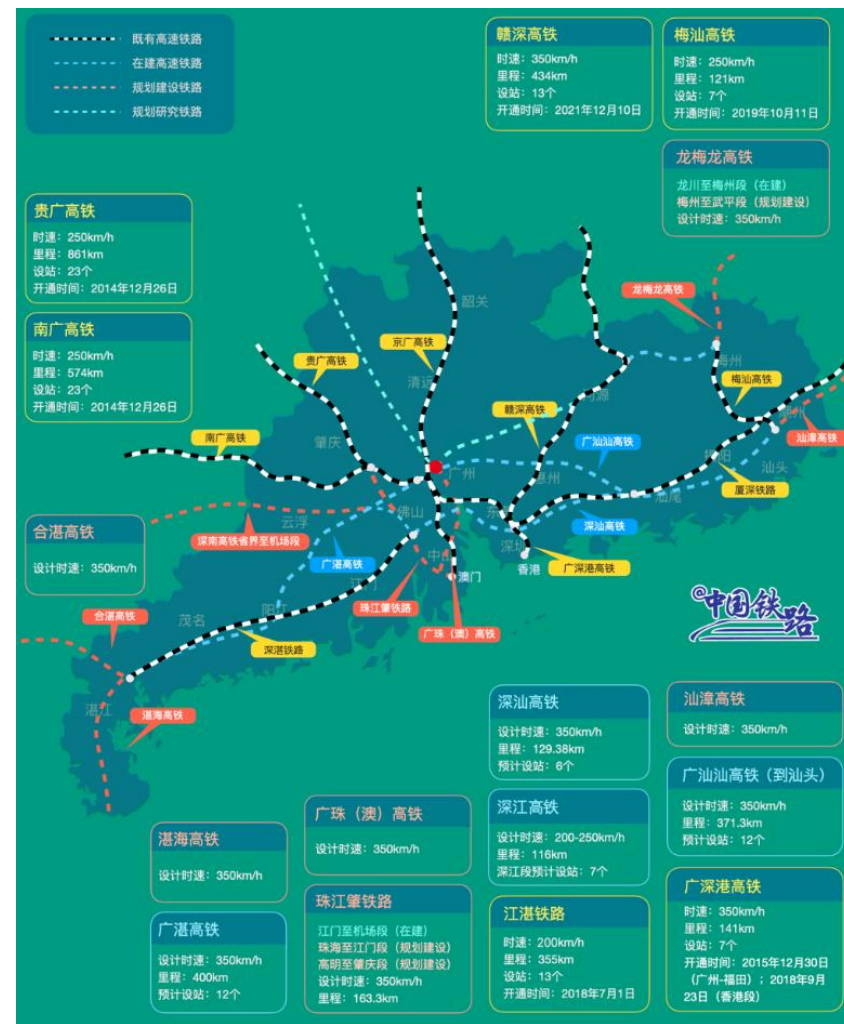 既有高速铁路
在建高速铁路
规划建设铁路
规划研究铁路
赣深高铁
时速：350km/h
里程：434km
设站：13个
开通时间：2021年12月10日
梅汕高铁
时速：250km/h
里程：121km
设站：7个
开通时间：2019年10月11日
龙梅龙高铁
龙川至梅州段（在建）
梅州至武平段（规划建设）
设计时速：350km/h
贵广高铁
时速：250km/h
里程：861km
设站：23个
开通时间：2014年12月26日
南广高铁
时速：250km/h
里程：574km
设站：23个
开通时间：2014年12月26日
合湛高铁
设计时速：350km/h
龙梅龙高铁
韶关
京广高铁
贵广高铁
清远
梅州
梅汕高铁
河源
赣深高铁
潮州
南广高铁
肇庆
广汕汕高铁
汕漳高铁
揭阳
汕头
广州
惠州
厦深铁路
汕尾
云浮
佛山
东莞
深南高铁省界至机场段
深汕高铁
深圳
中山
广湛高铁
香港
广深港高铁
江门
澳门
珠江肇铁路
阳江
茂名
合湛高铁
广珠（澳）高铁
深湛铁路
中国铁路
湛江
湛海高铁
深汕高铁
设计时速：350km/h
里程：129.38km
预计设站：6个
汕漳高铁
设计时速：350km/h
广汕汕高铁（到汕头）
设计时速：350km/h
里程：371.3km
预计设站：12个
深江高铁
设计时速：200-250km/h
里程：116km
深江段预计设站：7个
湛海高铁
设计时速：350km/h
广珠（澳）高铁
设计时速：350km/h
珠江肇铁路
江门至机场段（在建）
珠海至江门段（规划建设）
高明至肇庆段（规划建设）
设计时速：350km/h
里程：163.3km
广湛高铁
设计时速：350km/h
里程：400km
预计设站：12个
江湛铁路
时速：200km/h
里程：355km
设站：13个
开通时间：2018年7月1日
广深港高铁
时速：350km/h
里程：141km
设站：7个
开通时间：2015年12月30日
（广州-福田）；2018年9月
23日（香港段）